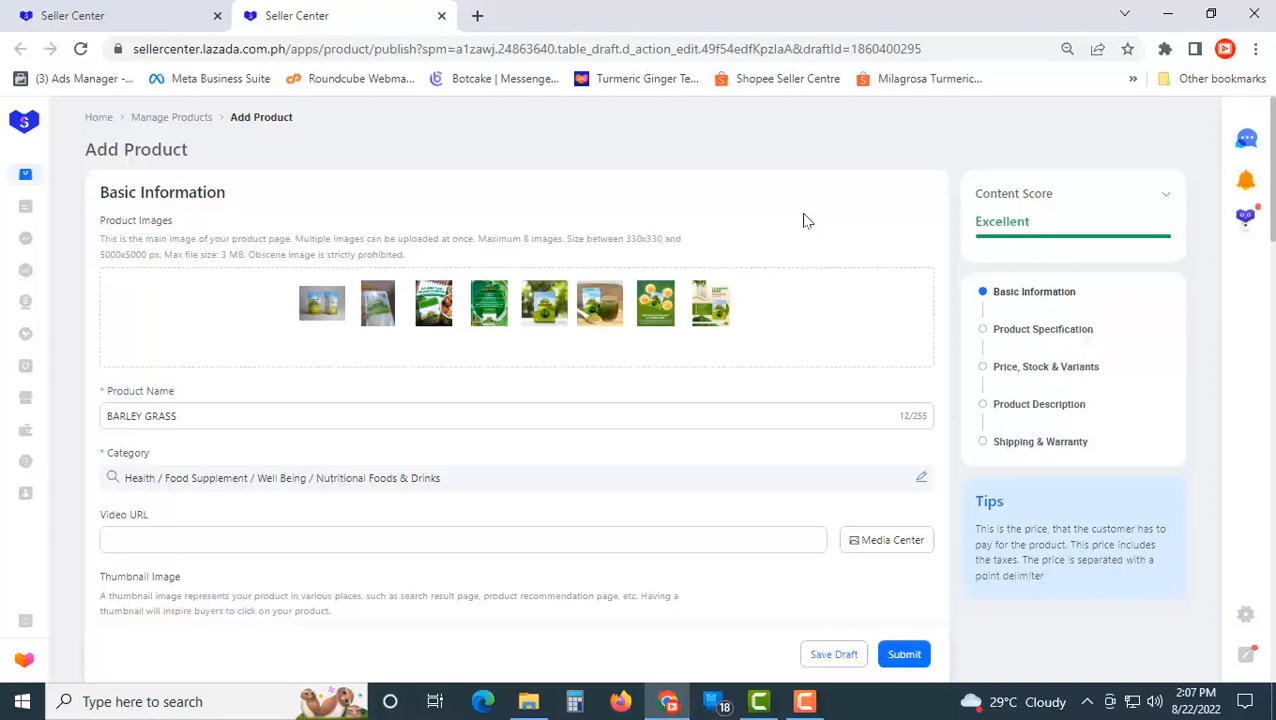 Seller Center
Seller Center
sellercenter.lazada.com.ph/apps/product/publish?spm=a1zawj.24863640.table_draft.d_action_edit.49f54edfKpzlaA&draftId=1860400295
(3) Ads Manager -...
Meta Business Suite
Roundcube Webma...
Botcake | Messenge...
Turmeric Ginger Te...
Shopee Seller Centre
Milagrosa Turmeric...
»
Other bookmarks
Home > Manage Products > Add Product
Add Product
Basic Information
Product Images
This is the main image of your product page. Multiple images can be uploaded at once. Maximum 8 images. Size between 330x330 and
5000x5000 px. Max file size: 3 MB. Obscene image is strictly prohibited.
* Product Name
BARLEY GRASS
12/255
* Category
Health / Food Supplement / Well Being / Nutritional Foods & Drinks
Video URL
Media Center
Thumbnail Image
A thumbnail image represents your product in various places, such as search result page, product recommendation page, etc. Having a
thumbnail will inspire buyers to click on your product.
Save Draft
Submit
Content Score
Excellent
Basic Information
Product Specification
Price, Stock & Variants
Product Description
Shipping & Warranty
Tips
This is the price, that the customer has to
pay for the product. This price includes
the taxes. The price is separated with a
point delimiter
Type here to search
18
29°C Cloudy
2:07 PM
8/22/2022